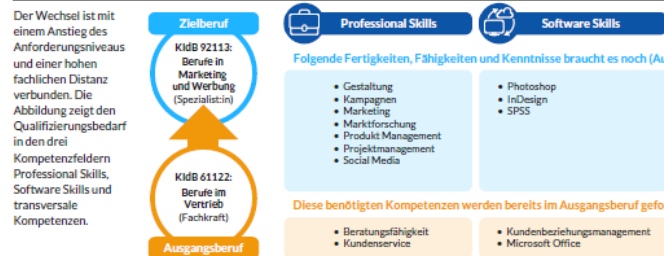 Der Wechsel ist mit
einem Anstieg des
Anforderungsniveaus
und einer hohen
fachlichen Distanz
verbunden. Die
Abbildung zeigt den
Qualifizierungsbedarf
in den drei
Kompetenzfeldern
Professional Skills,
Software Skills und
transversale
Kompetenzen.
Zielberuf
KldB 92113:
Berufe in
Marketing
und Werbung
(Spezialist:in)
KldB 61122:
Berufe im
Vertrieb
(Fachkraft)
Ausgangsberuf
Professional Skills
Software Skills
Folgende Fertigkeiten, Fähigkeiten und Kenntnisse braucht es noch (Au
• Gestaltung
• Kampagnen
• Marketing
• Marktforschung
• Produkt Management
• Projektmanagement
• Social Media
• Photoshop
• InDesign
• SPSS
Diese benötigten Kompetenzen werden bereits im Ausgangsberuf gefo
• Beratungsfähigkeit
• Kundenservice
• Kundenbeziehungsmanagement
• Microsoft Office